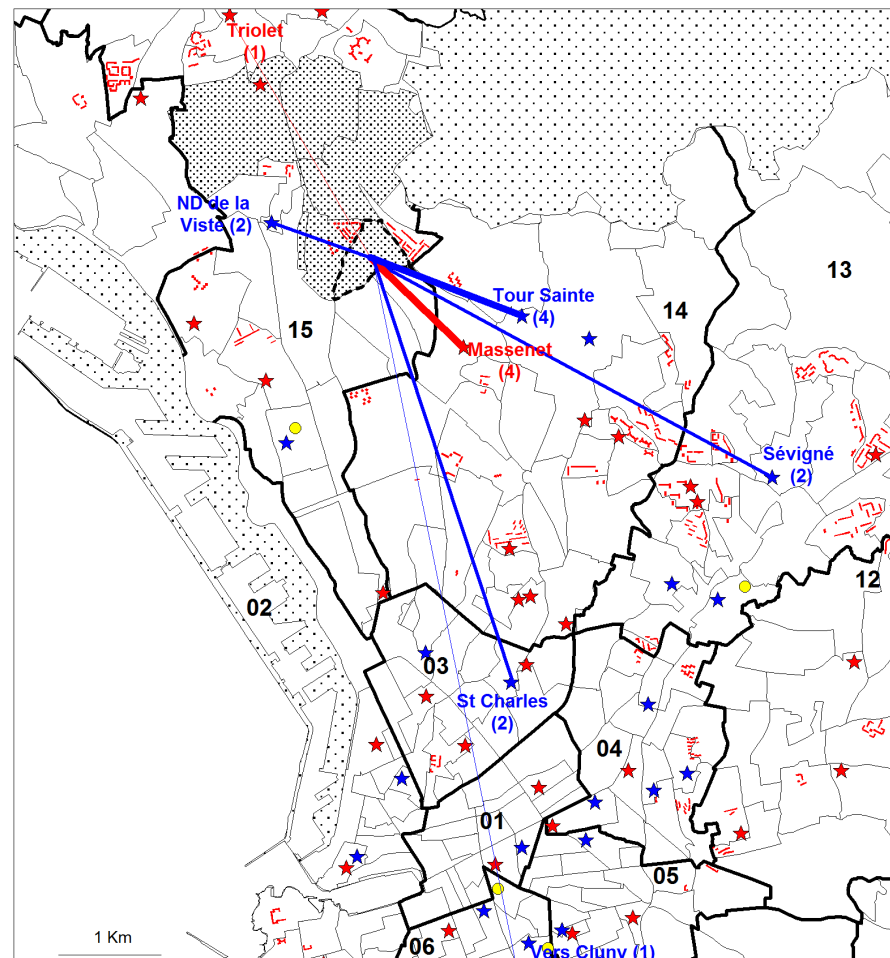 Triolet
(1)
ND de la
Viste (2)
13
Tour Sainte
(4)
14
15
Massenet
(4)
Sévigné
(2)
12
02
03
St Charles
(2)
04
01
05
1 Km
06
Vers Cluny (1)